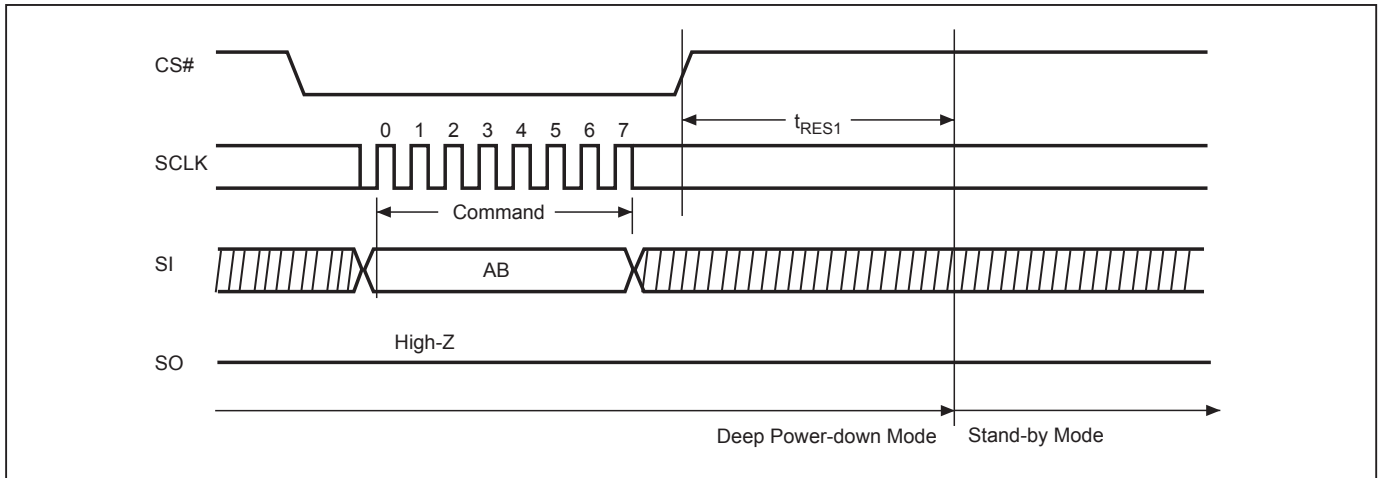 CS#
tRES1
0 1 2 3 4 5 6 7
SCLK
Command
SI
AB
High-Z
SO
Deep Power-down Mode
Stand-by Mode